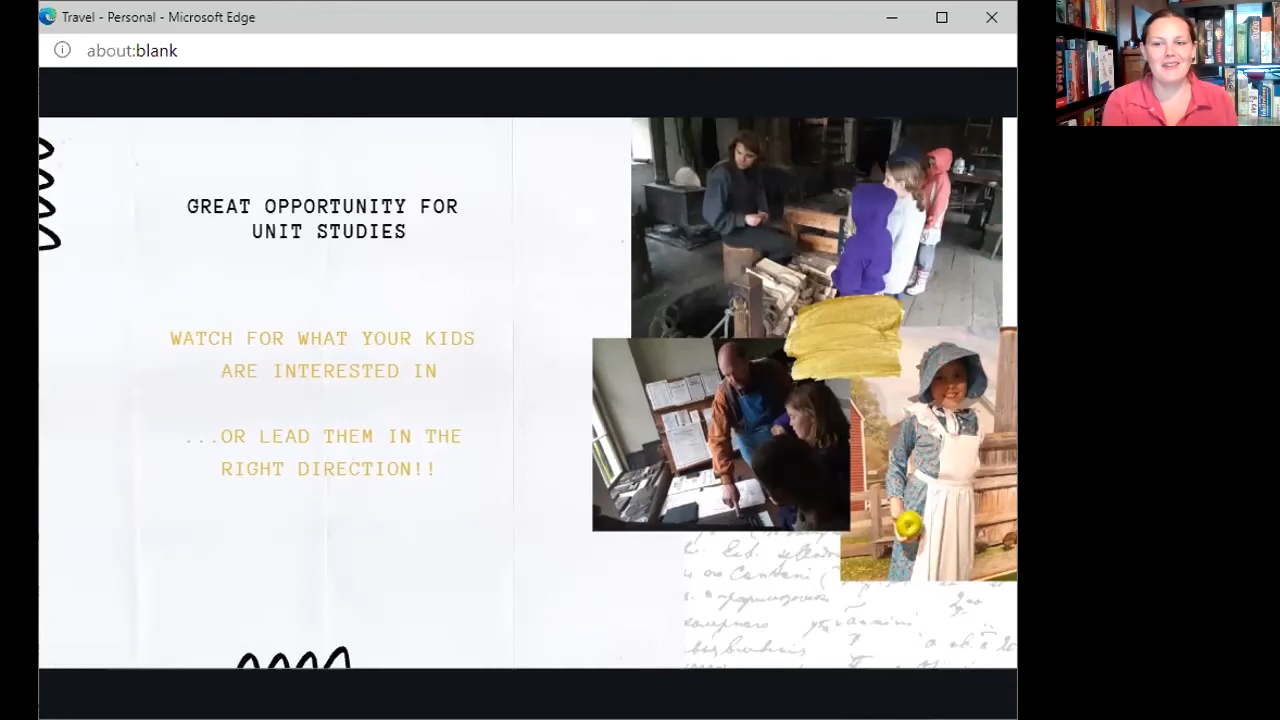 Travel - Personal - Microsoft Edge
about:blank
GREAT OPPORTUNITY FOR
UNIT STUDIES
WATCH FOR WHAT YOUR KIDS
ARE INTERESTED IN
...OR LEAD THEM IN THE
RIGHT DIRECTION!!